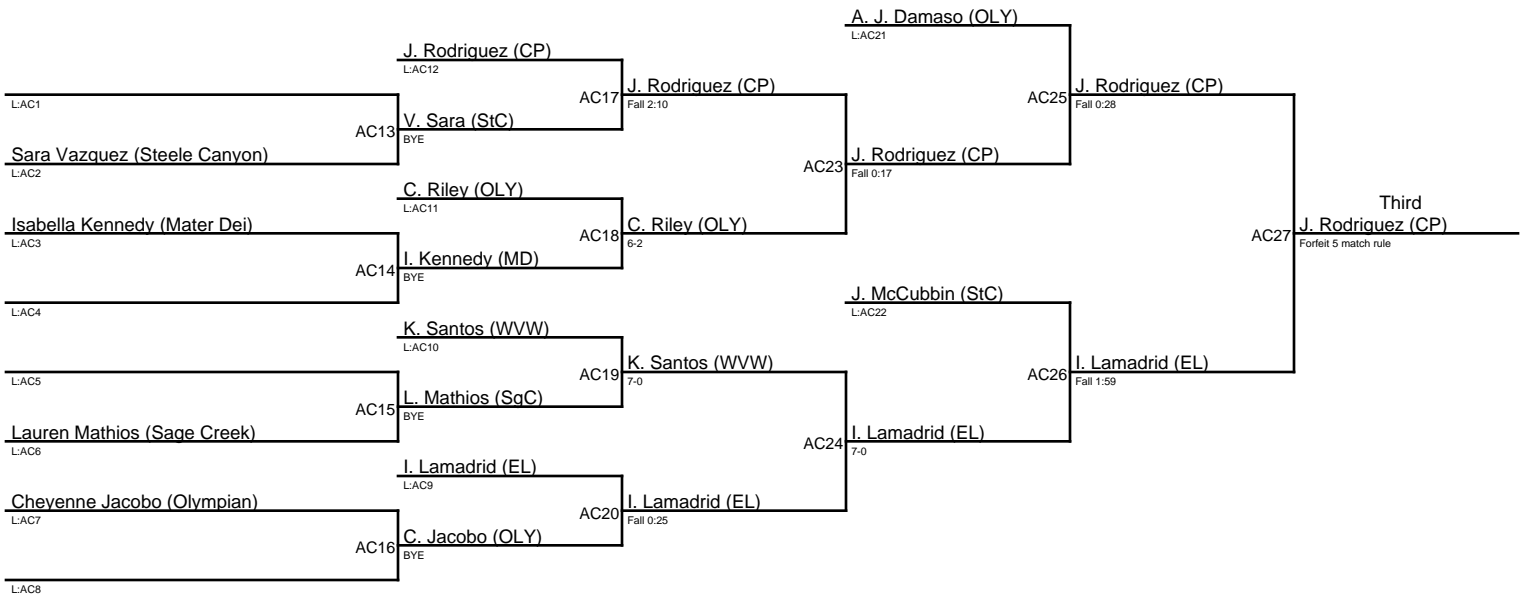 A. J. Damaso (OLY)
L:AC21
J. Rodriguez (CP)
L:AC12
AC17
J. Rodriguez (CP)
Fall 2:10
AC25
J. Rodriguez (CP)
Fall 0:28
L:AC1
AC13
V. Sara (StC)
BYE
Sara Vazquez (Steele Canyon)
L:AC2
AC23
J. Rodriguez (CP)
Fall 0:17
C. Riley (OLY)
L:AC11
Third
Isabella Kennedy (Mater Dei)
L:AC3
AC18
C. Riley (OLY)
6-2
AC27
J. Rodriguez (CP)
Forfeit 5 match rule
AC14
I. Kennedy (MD)
BYE
L:AC4
J. McCubbin (StC)
L:AC22
K. Santos (WVW)
L:AC10
L:AC5
AC19
K. Santos (WVW)
7-0
AC26
I. Lamadrid (EL)
Fall 1:59
AC15
L. Mathios (SgC)
BYE
Lauren Mathios (Sage Creek)
L:AC6
AC24
I. Lamadrid (EL)
7-0
I. Lamadrid (EL)
L:AC9
Cheyenne Jacobo (Olympian)
L:AC7
AC20
I. Lamadrid (EL)
Fall 0:25
AC16
C. Jacobo (OLY)
BYE
L:AC8